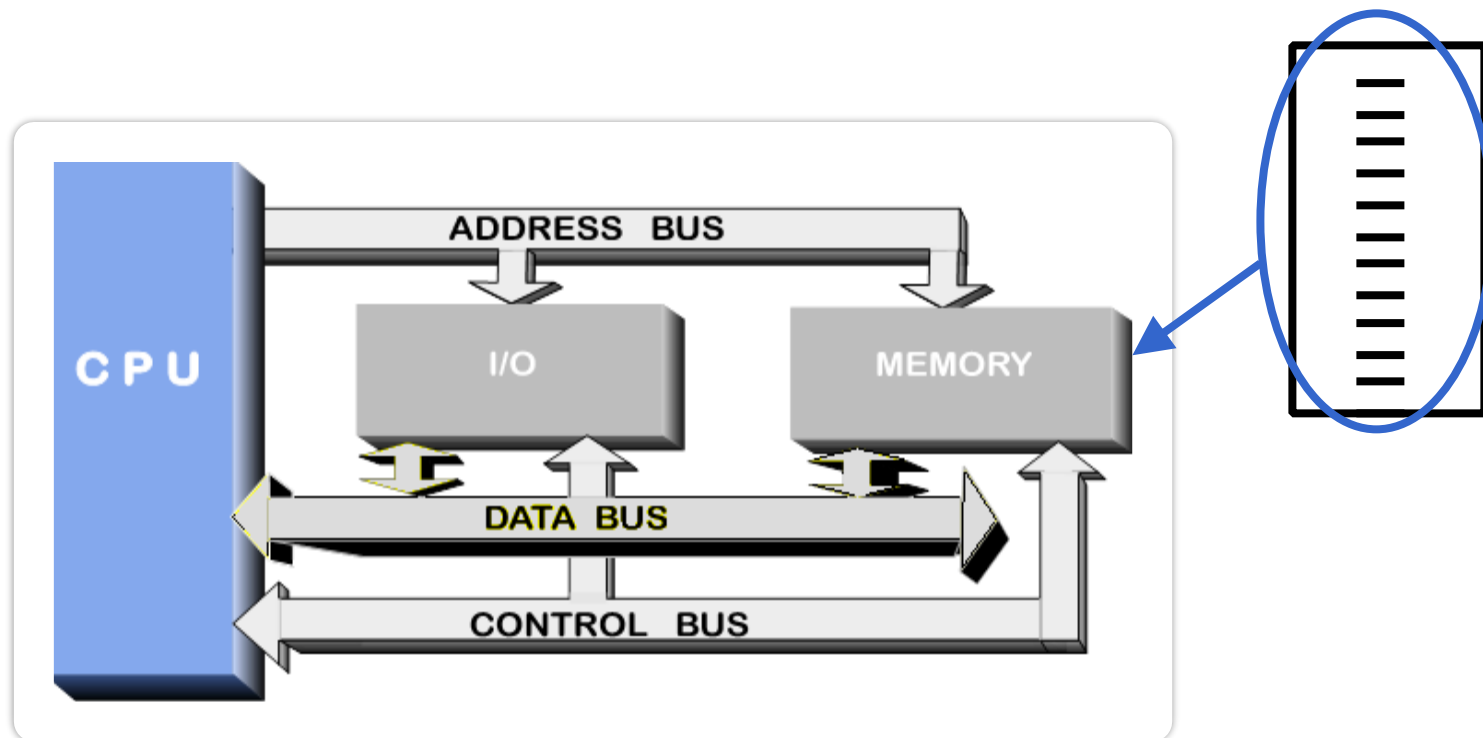 ADDRESS BUS
CPU
I/O
MEMORY
DATA BUS
CONTROL BUS